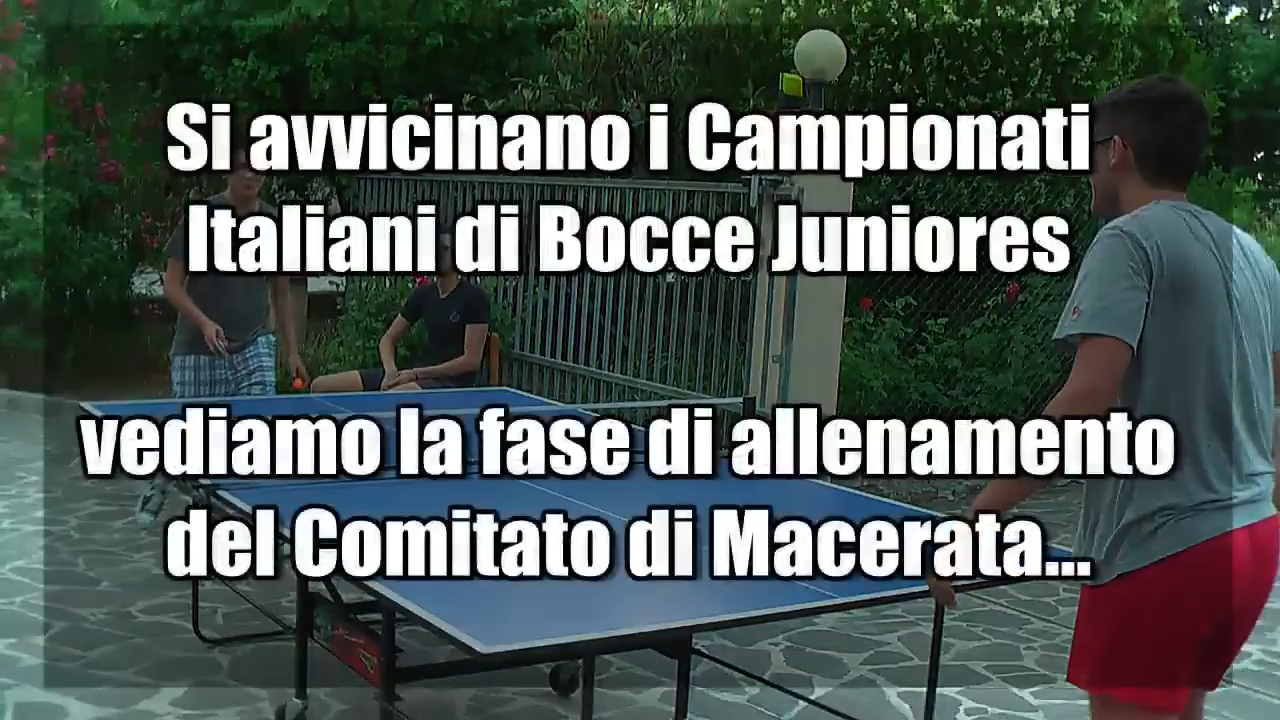 Si avvicinano i Campionati
Italiani di Bocce Juniores
vediamo la fase di allenamento
del Comitato di Macerata...